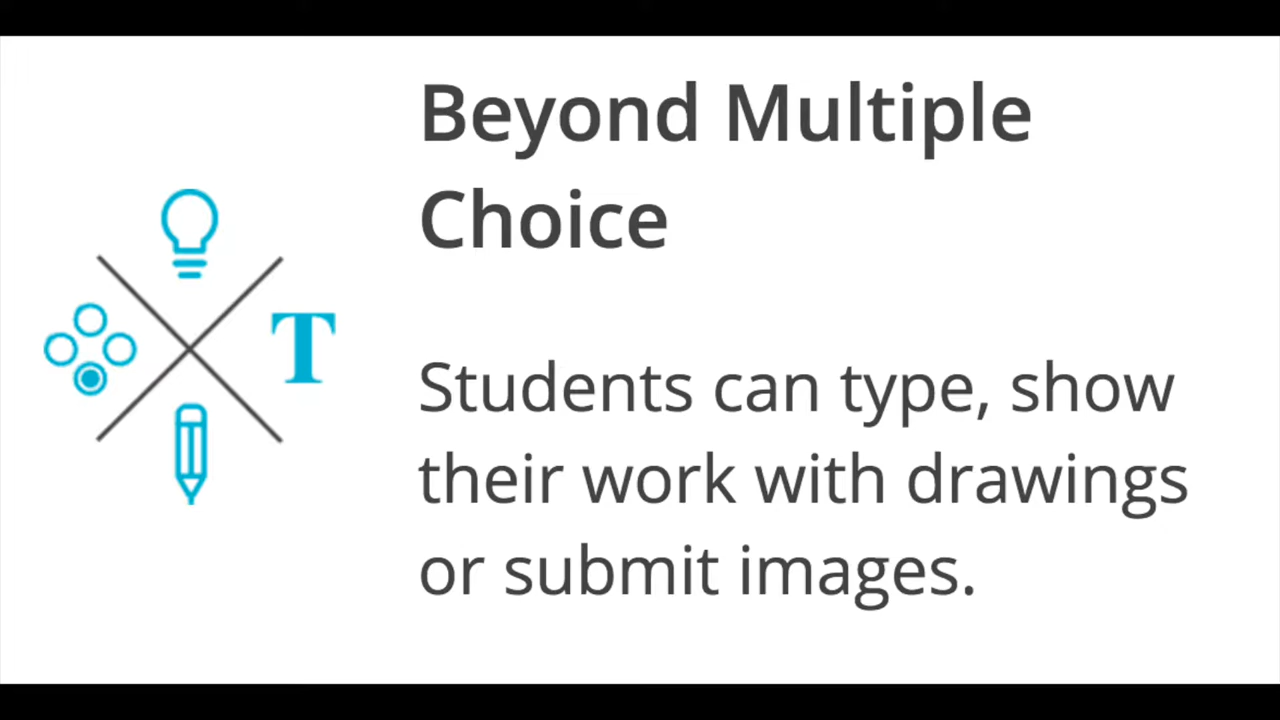 Beyond Multiple
Choice
T
Students can type, show
their work with drawings
or submit images.